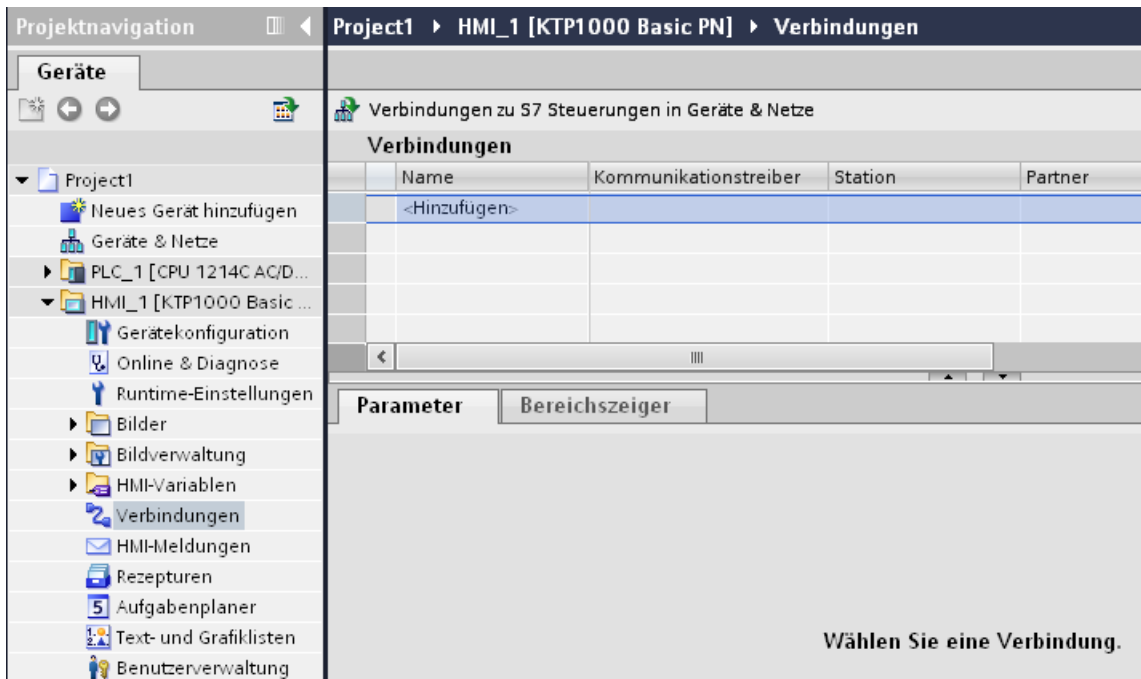 Projektnavigation
Project1 HMI_1 [KTP1000 Basic PN] Verbindungen
Geräte
Verbindungen zu S7 Steuerungen in Geräte & Netze
Verbindungen
Name Kommunikationstreiber Station Partner
<Hinzufügen>
Project1
Neues Gerät hinzufügen
Geräte & Netze
PLC_1 [CPU 1214C AC/D...
HMI_1 [KTP1000 Basic ...
Gerätekonfiguration
Online & Diagnose
Runtime-Einstellungen
Bilder
Bildverwaltung
HMI-Variablen
Verbindungen
HMI-Meldungen
Rezepturen
5 Aufgabenplaner
Text- und Grafiklisten
Benutzerverwaltung
Parameter Bereichszeiger
Wählen Sie eine Verbindung.